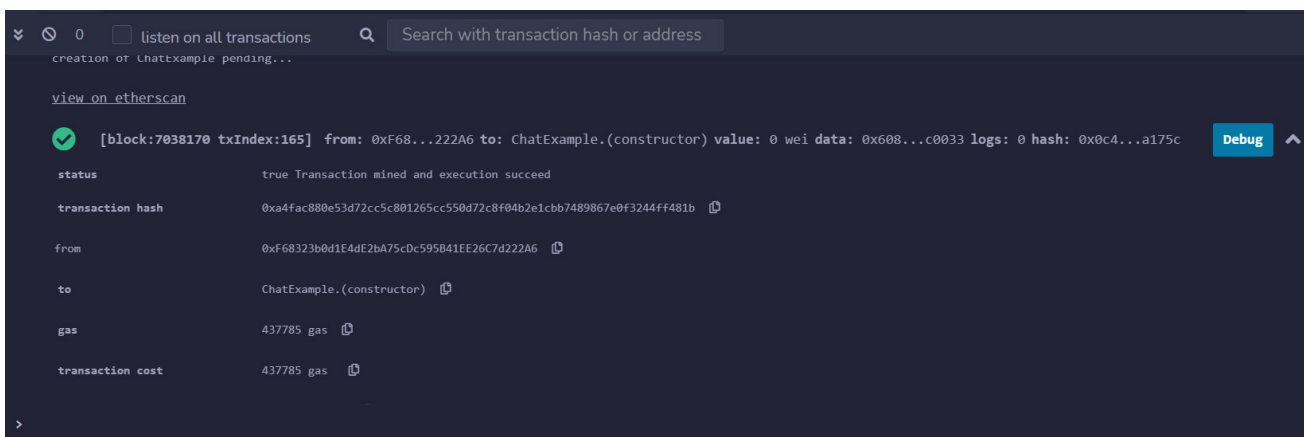 0 listen on all transactions Search with transaction hash or address
creation of ChatExample pending...
view on etherscan
[block:7038170 txIndex:165] from: 0xF68...222A6 to: ChatExample.(constructor) value: 0 wei data: 0x608...c0033 logs: 0 hash: 0x0c4...a175c Debug
status true Transaction mined and execution succeed
transaction hash 0xa4fac880e53d72cc5c801265cc550d72c8f04b2e1cbb7489867e0f3244ff481b
from 0xF68323b0d1E4dE2bA75cDc595B41EE26C7d222A6
to ChatExample.(constructor)
gas 437785 gas
transaction cost 437785 gas
>